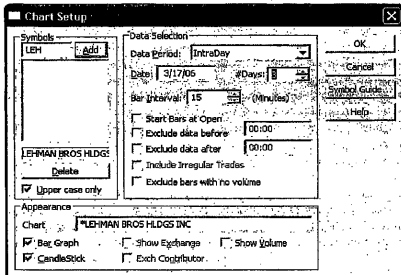 Chart Setup
Symbols
LEH
Add
LEHMAN BROS HLDGS
Delete
Upper case only
Data Selection
Data Period: IntraDay
Date: 3/17/06 #Days:
Bar Interval: 15 (Minutes)
Start Bars at Open
Exclude data before 00:00
Exclude data after 00:00
Include Irregular Trades
Exclude bars with no volume
OK
Cancel
Symbol Guide...
Help
Appearance
Chart *LEHMAN BROS HLDGS INC
Bar Graph Show Exchange Show Volume
CandleStick Exch Contributor